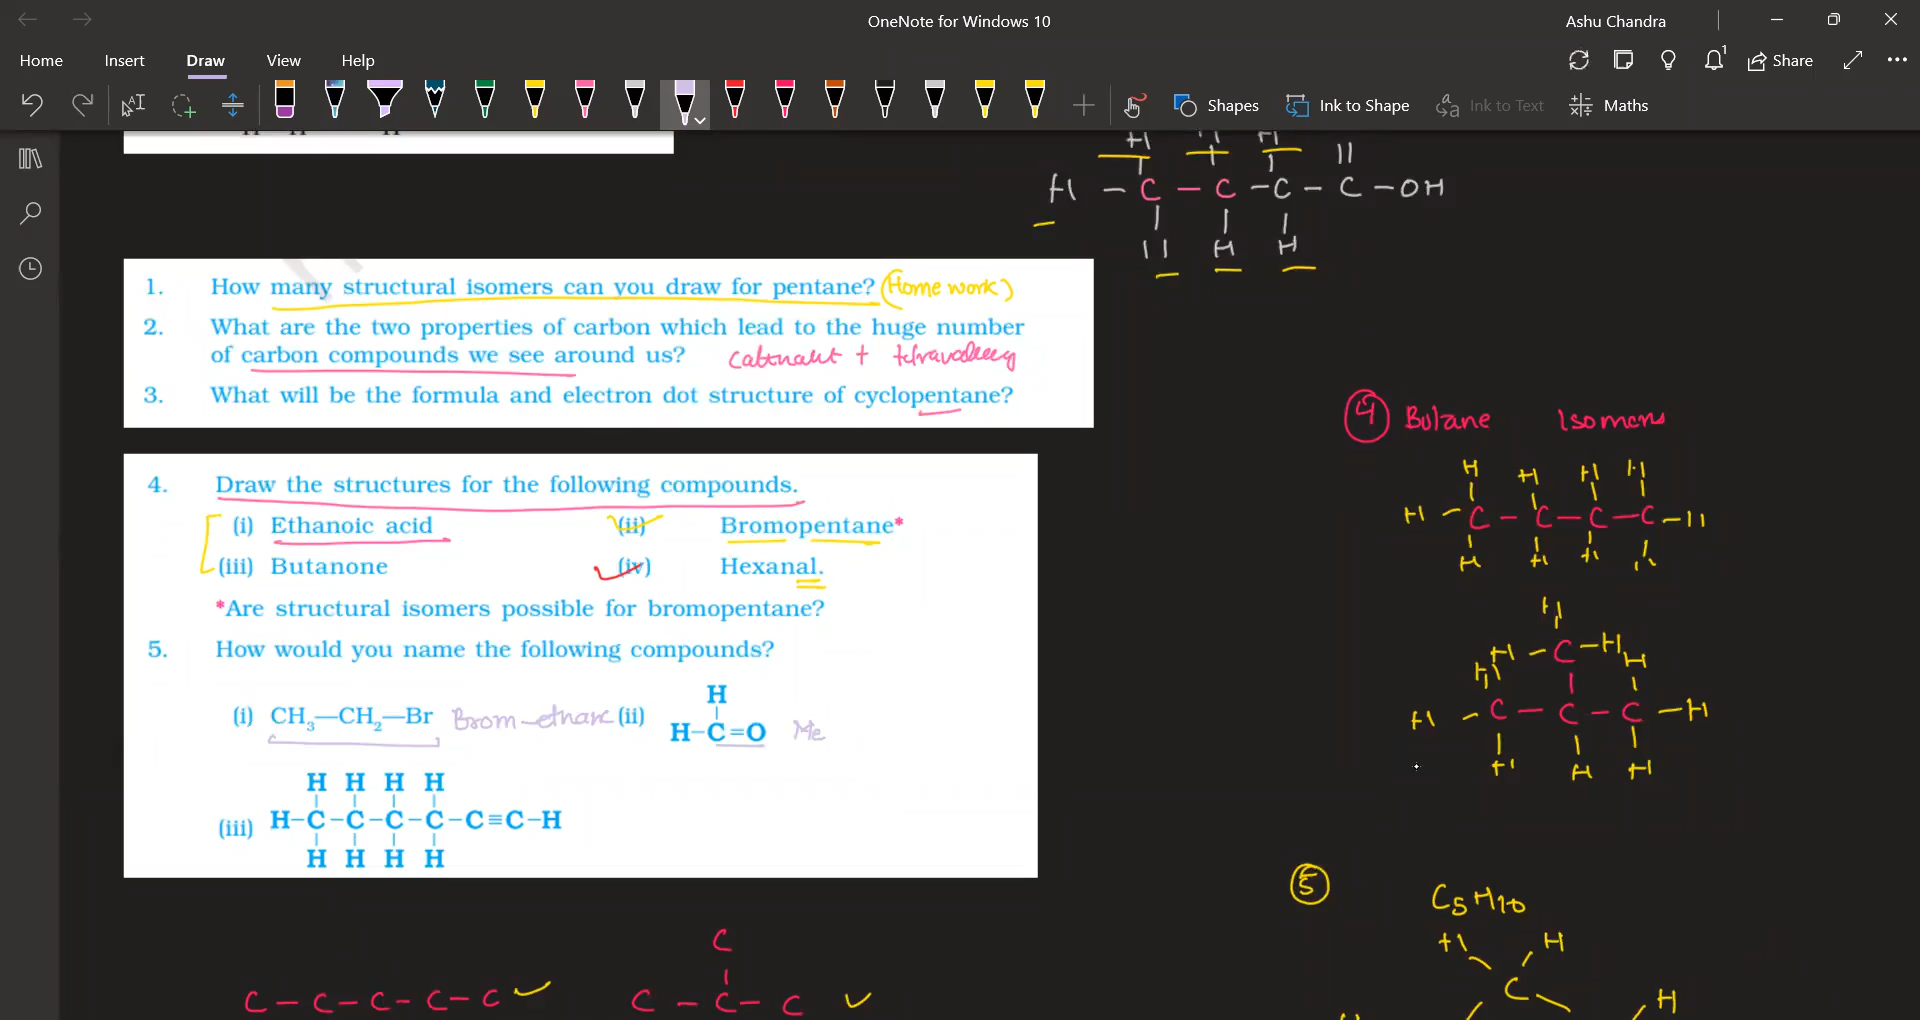 OneNote for Windows 10
Ashu Chandra
Home Insert Draw View Help
1
Share
Shapes Ink to Shape Ink to Text Maths
H H H
H - C - C - C - C - OH
H H H
1. How many structural isomers can you draw for pentane? (Home work)
2. What are the two properties of carbon which lead to the huge number
of carbon compounds we see around us?
3. What will be the formula and electron dot structure of cyclopentane?
4. Draw the structures for the following compounds.
(i) Ethanoic acid (ii) Bromopentane*
(iii) Butanone (iv) Hexanal.
*Are structural isomers possible for bromopentane?
5. How would you name the following compounds?
(i) CH₃—CH₂—Br Brom-ethane (ii)
H
H-C=O Me
H H H H
(iii) H-C-C-C-C-C≡C-H
H H H H
C - C - C - C - C
C
C - C - C
4 Butane Isomers
H H H H
H - C - C - C - C - H
H H H H
H
H - C - H
H H
H - C - C - C - H
H H H
5
C5H10
H H
C
H